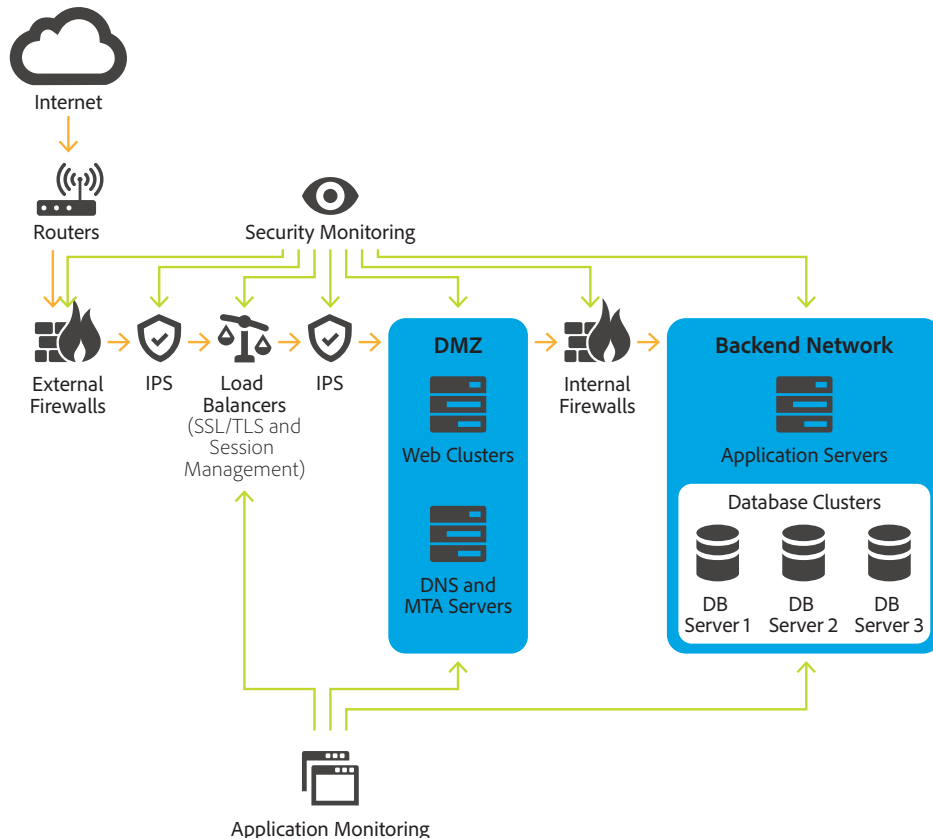 Internet
Routers
Security Monitoring
External
Firewalls
IPS
Load
Balancers
(SSL/TLS and
Session
Management)
IPS
DMZ
Web Clusters
DNS and
MTA Servers
Internal
Firewalls
Backend Network
Application Servers
Database Clusters
DB
Server 1
DB
Server 2
DB
Server 3
Application Monitoring